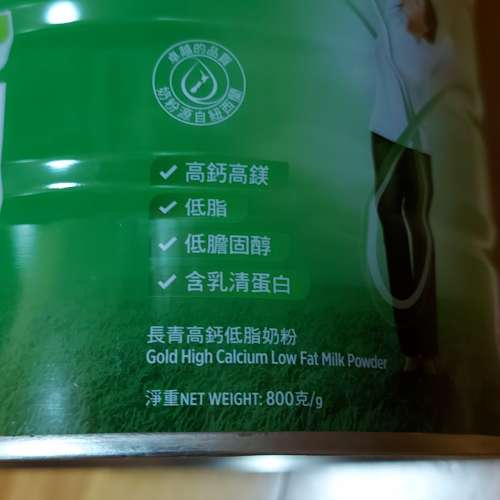 卓越的品質
奶粉源自紐西蘭
高鈣高鎂
低脂
低膽固醇
含乳清蛋白
長青高鈣低脂奶粉
Gold High Calcium Low Fat Milk Powder
淨重NET WEIGHT: 800克/g